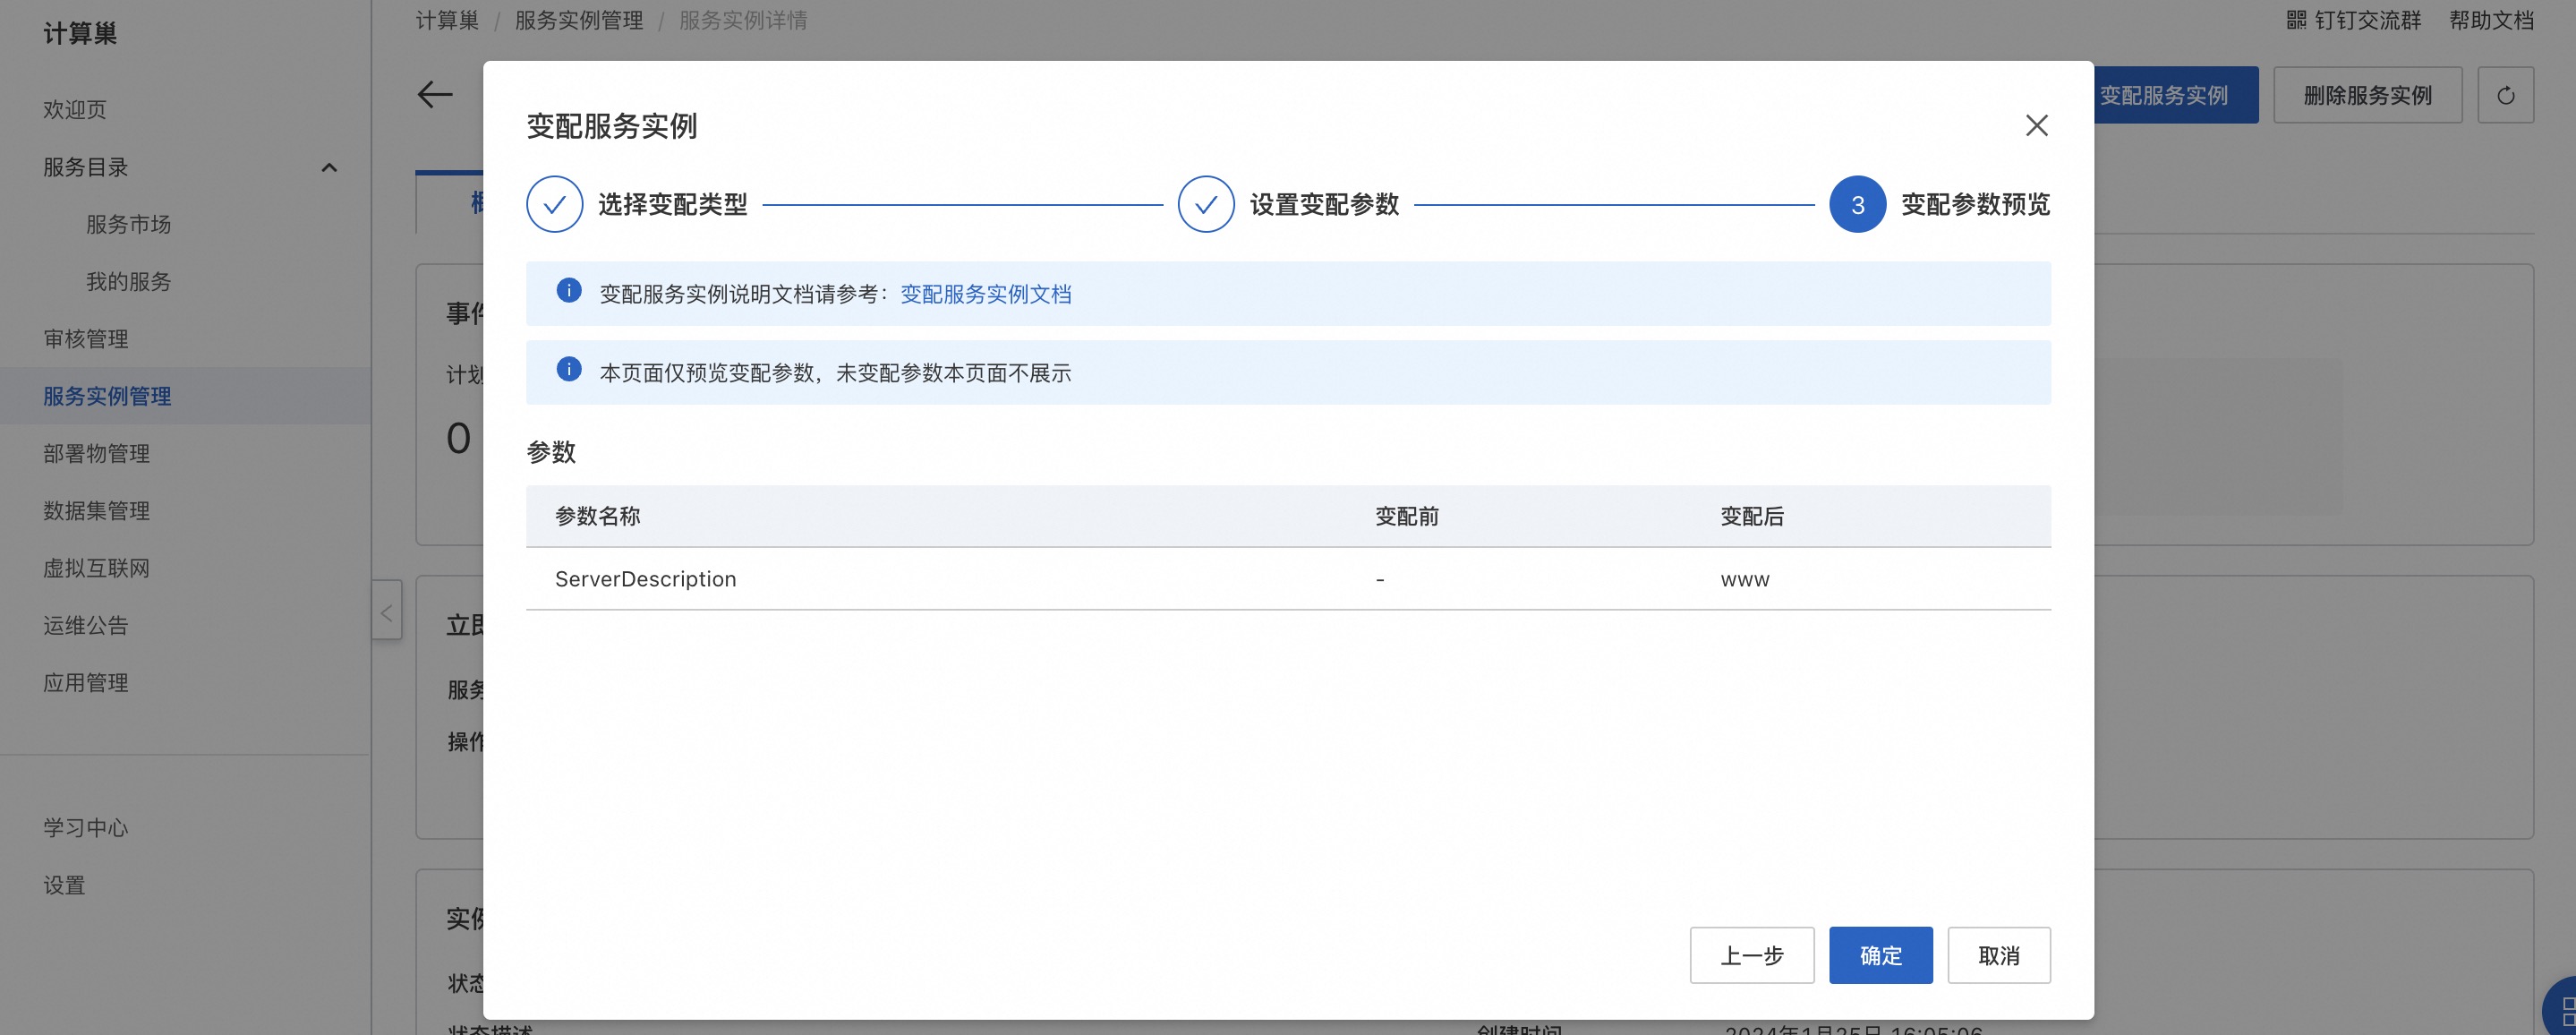 计算巢
欢迎页
服务目录
服务市场
我的服务
审核管理
服务实例管理
部署物管理
数据集管理
虚拟互联网
运维公告
应用管理
学习中心
设置
计算巢 / 服务实例管理 / 服务实例详情
钉钉交流群 帮助文档
变配服务实例 删除服务实例
事件
计划
0
立即
服务
操作
实例
状态
状态描述 创建时间 2024年1月25日 16:05:06
变配服务实例
选择变配类型 设置变配参数 3 变配参数预览
变配服务实例说明文档请参考：变配服务实例文档
本页面仅预览变配参数，未变配参数本页面不展示
参数
参数名称 变配前 变配后
ServerDescription - www
上一步 确定 取消